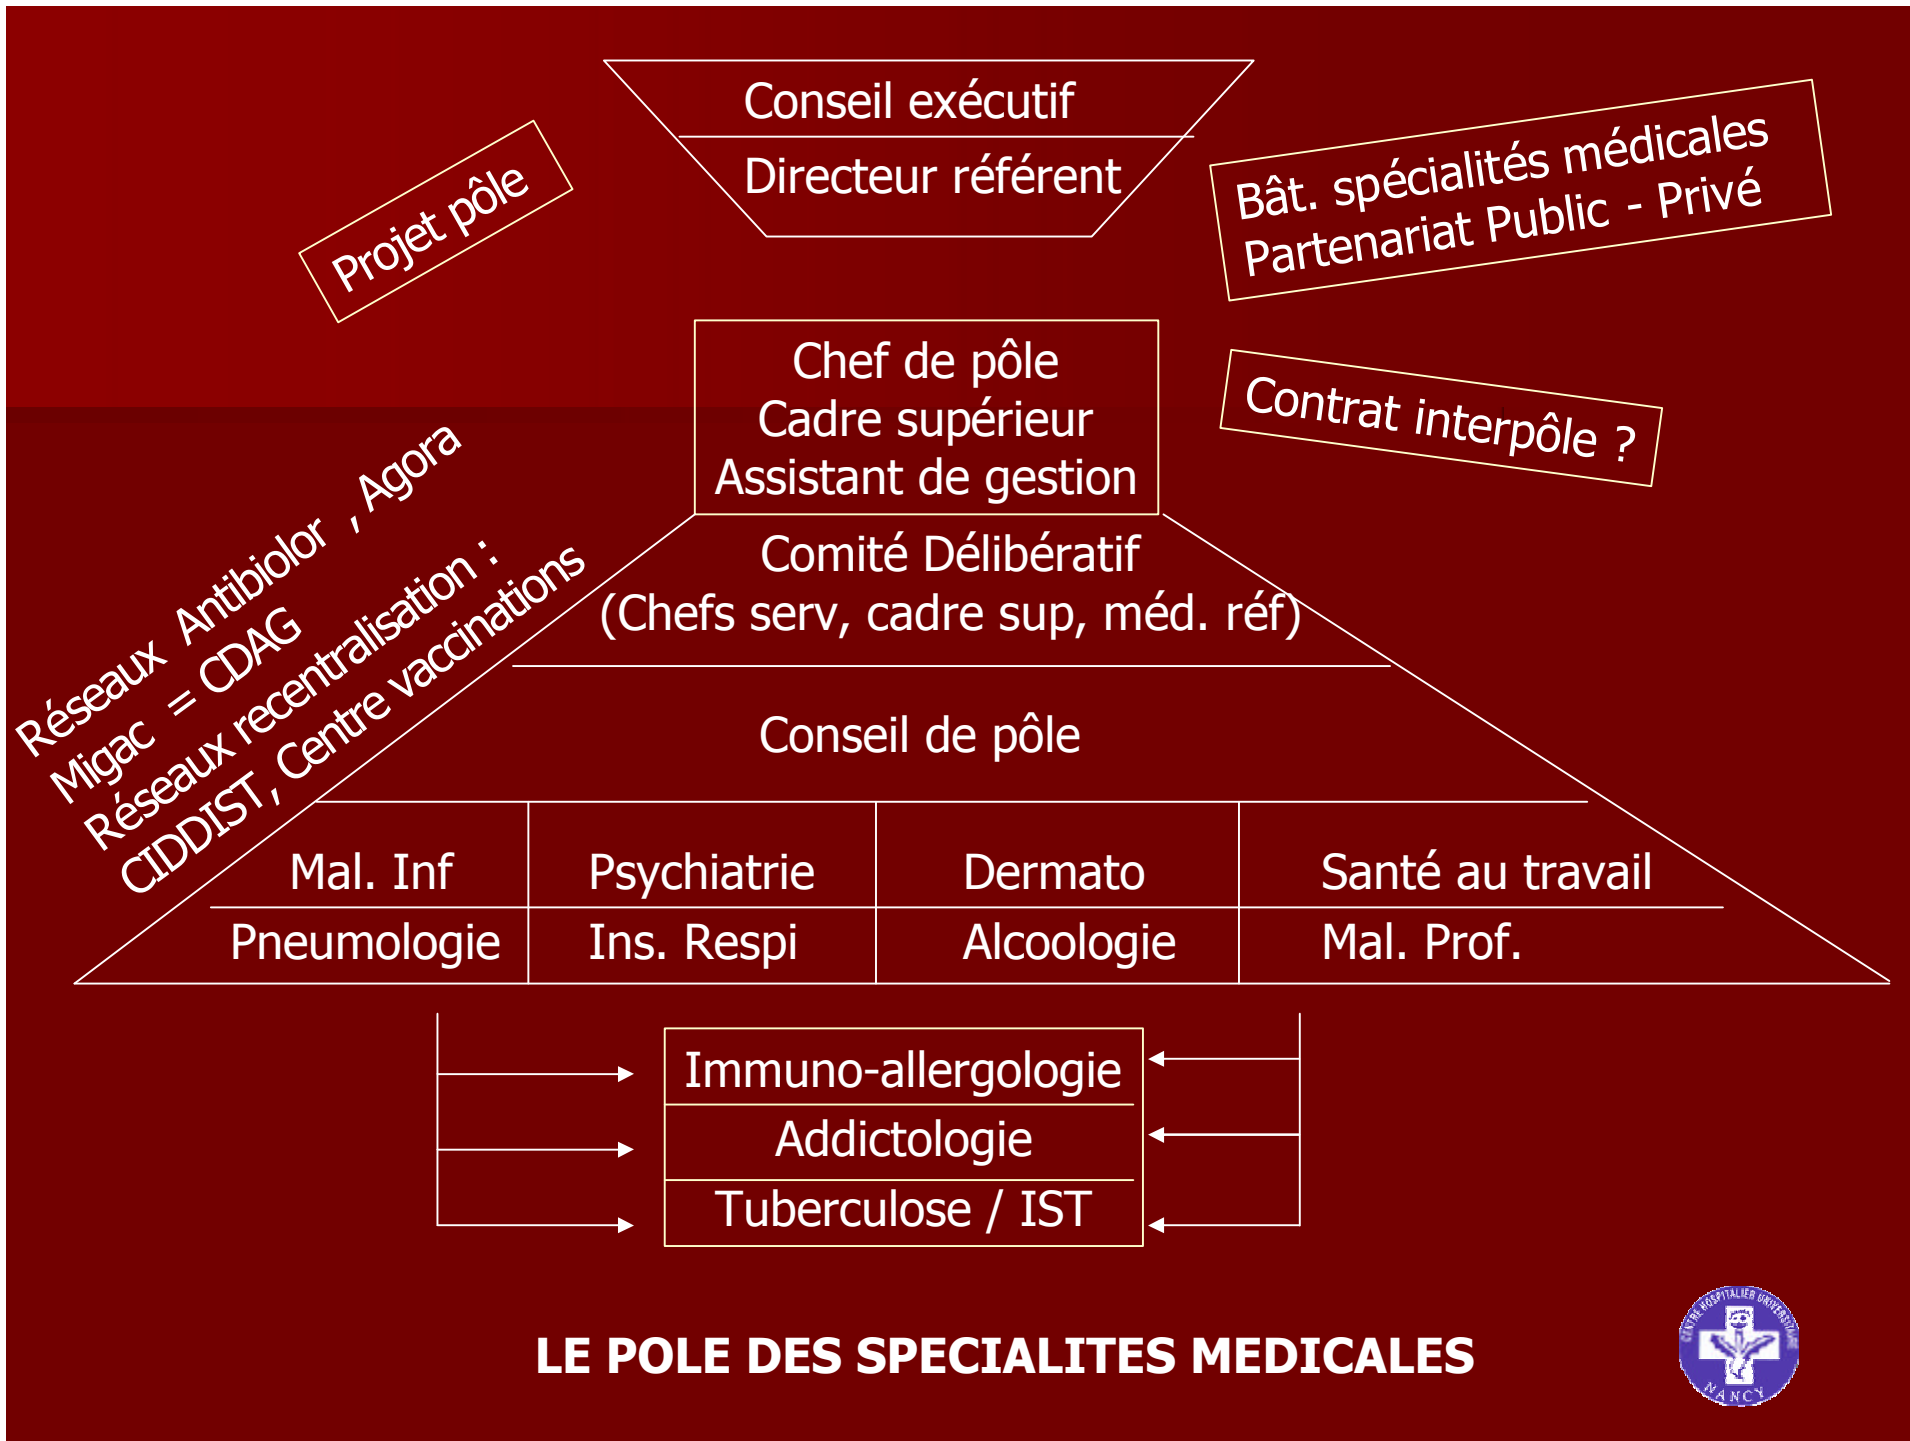 Conseil exécutif
Directeur référent
Projet pôle
Bât. spécialités médicales
Partenariat Public - Privé
Chef de pôle
Cadre supérieur
Assistant de gestion
Contrat interpôle ?
Réseaux Antibiolor , Agora
Migac = CDAG
Réseaux recentralisation :
CIDDIST, Centre vaccinations
Comité Délibératif
(Chefs serv, cadre sup, méd. réf)
Conseil de pôle
Mal. Inf Psychiatrie Dermato Santé au travail
Pneumologie Ins. Respi Alcoologie Mal. Prof.
Immuno-allergologie
Addictologie
Tuberculose / IST
LE POLE DES SPECIALITES MEDICALES
CENTRE HOSPITALIER UNIVERSITAIRE
NANCY